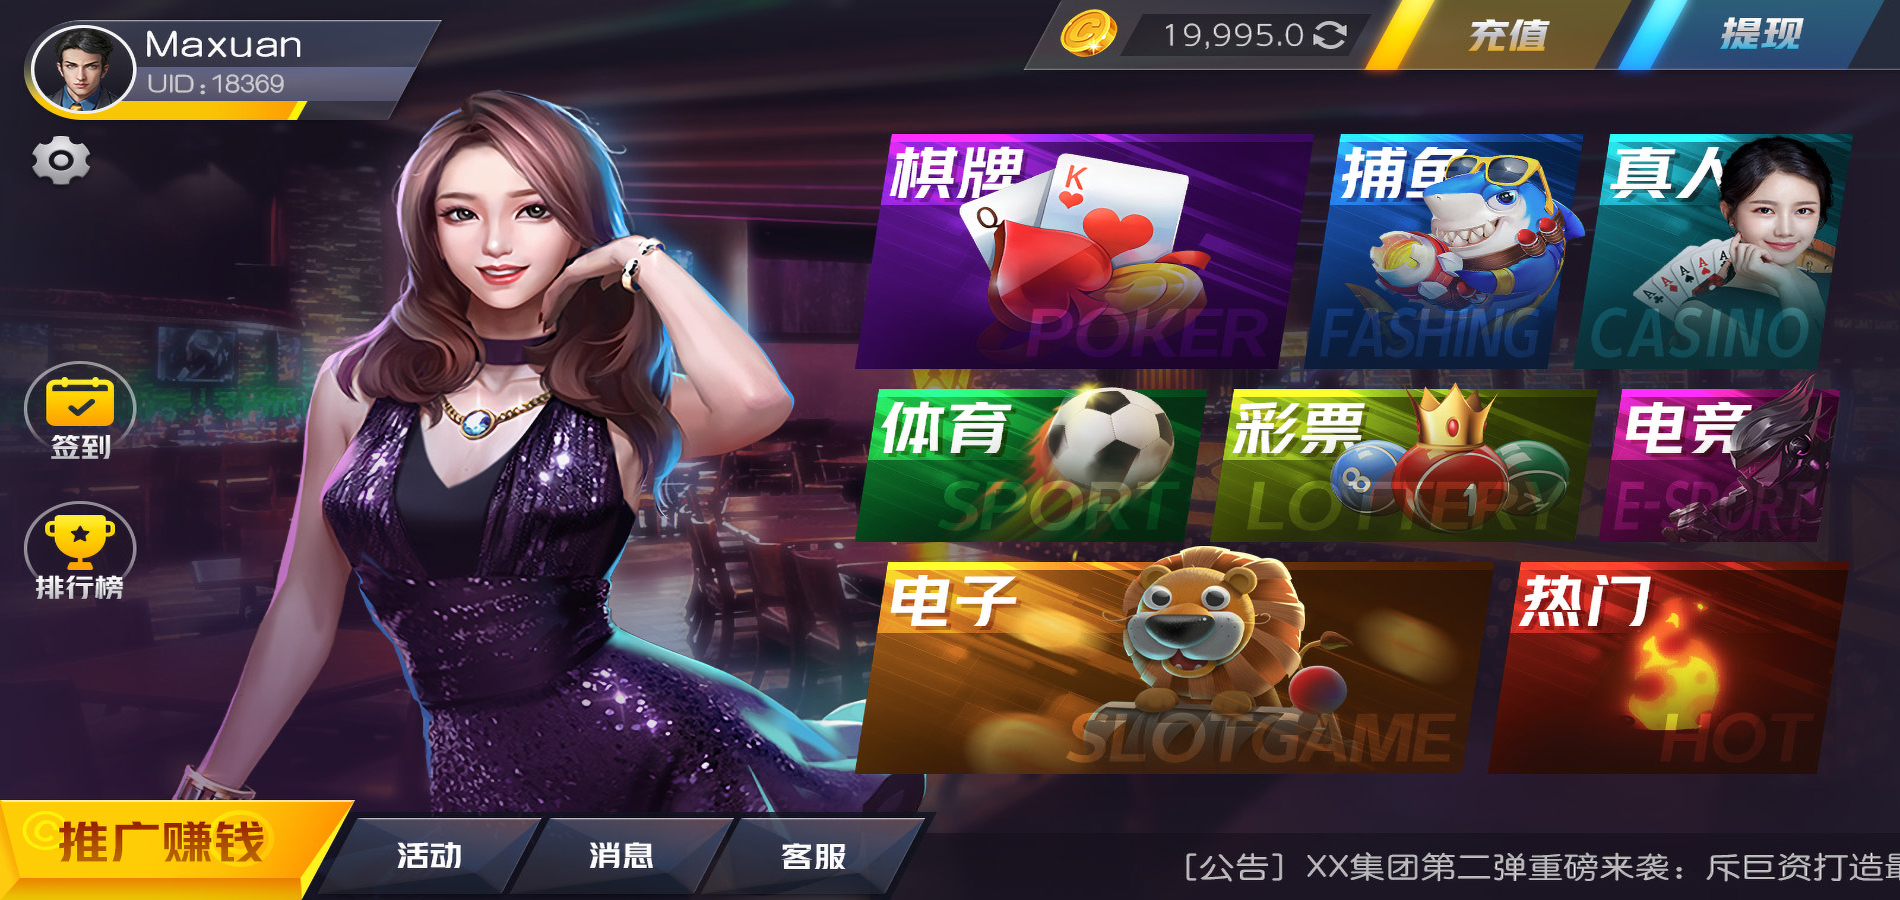 Maxuan
UID:18369
19,995.0
充值
提现
签到
排行榜
棋牌
K
Q
POKER
捕鱼
FASHING
真人
A A A A
CASINO
体育
SPORT
彩票
8
1
LOTTERY
电竞
E-SPORT
电子
SLOTGAME
热门
HOT
推广赚钱
活动
消息
客服
[公告] XX集团第二弹重磅来袭：斥巨资打造最